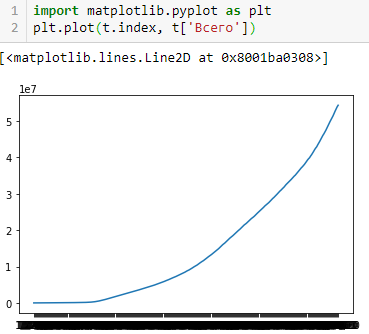 1 import matplotlib.pyplot as plt
2 plt.plot(t.index, t['Всего'])
[<matplotlib.lines.Line2D at 0x8001ba0308>]
1e7
5
4
3
2
1
0